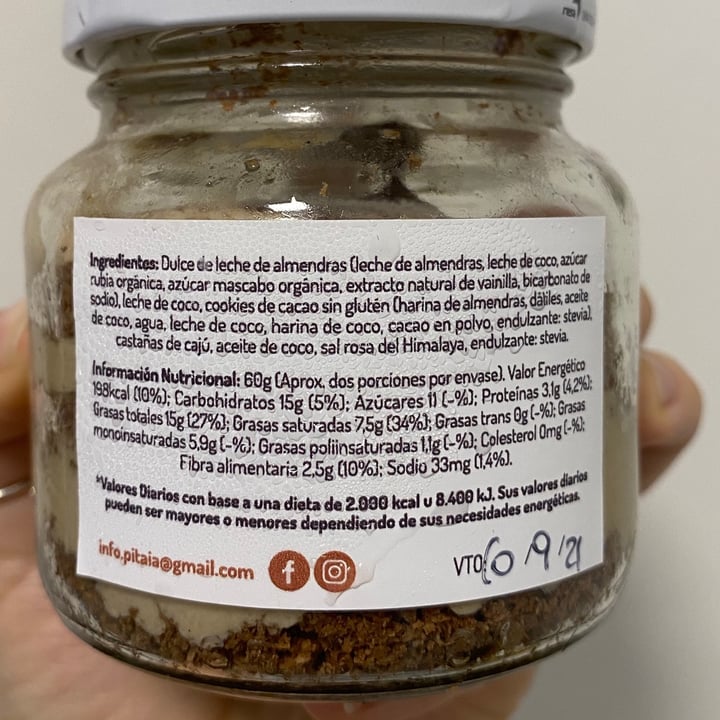 Ingredientes: Dulce de leche de almendras (leche de almendras, leche de coco, azúcar
rubia orgánica, azúcar mascabo orgánica, extracto natural de vainilla, bicarbonato de
sodio), leche de coco, cookies de cacao sin glutén (harina de almendras, dátiles, aceite
de coco, agua, leche de coco, harina de coco, cacao en polvo, endulzante: stevia),
castañas de cajú, aceite de coco, sal rosa del Himalaya, endulzante: stevia.
Información Nutricional: 60g (Aprox. dos porciones por envase). Valor Energético
198kcal (10%); Carbohidratos 15g (5%); Azúcares 11 (-%); Proteínas 3,1g (4,2%);
Grasas totales 15g (27%); Grasas saturadas 7,5g (34%); Grasas trans 0g (-%); Grasas
monoinsaturadas 5,9g (-%); Grasas poliinsaturadas 1,1g (-%); Colesterol 0mg (-%);
Fibra alimentaria 2,5g (10%); Sodio 33mg (1,4%).
*Valores Diarios con base a una dieta de 2.000 kcal u 8.400 kJ. Sus valores diarios
pueden ser mayores o menores dependiendo de sus necesidades energéticas.
info.pitaia@gmail.com
VTO: /9/21